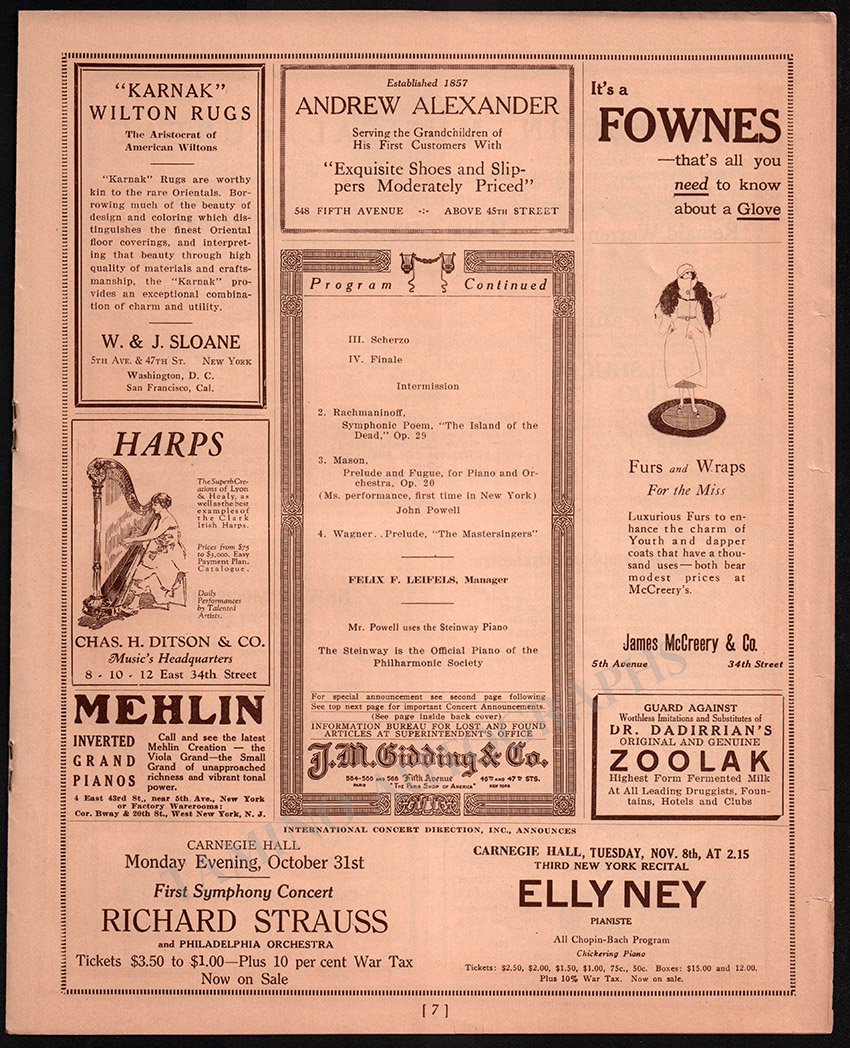 "KARNAK"
WILTON RUGS
The Aristocrat of
American Wiltons
"Karnak" Rugs are worthy
kin to the rare Orientals. Bor-
rowing much of the beauty of
design and coloring which dis-
tinguishes the finest Oriental
floor coverings, and interpret-
ing that beauty through high
quality of materials and crafts-
manship, the "Karnak" pro-
vides an exceptional combina-
tion of charm and utility.
W. & J. SLOANE
5TH AVE. & 47TH ST. NEW YORK
Washington, D. C.
San Francisco, Cal.
HARPS
The Superb Cre-
ations of Lyon
& Healy, as
well as the best
examples of
the Clark
Irish Harps.
Prices from $75
to $3,000. Easy
Payment Plan.
Catalogue.
Daily
Performances
by Talented
Artists.
CHAS. H. DITSON & CO.
Music's Headquarters
8 - 10 - 12 East 34th Street
MEHLIN
INVERTED
GRAND
PIANOS
Call and see the latest
Mehlin Creation — the
Viola Grand—the Small
Grand of unapproached
richness and vibrant tonal
power.
4 East 43rd St., near 5th Ave., New York
or Factory Warerooms:
Cor. Bway & 20th St., West New York, N. J.
Established 1857
ANDREW ALEXANDER
Serving the Grandchildren of
His First Customers With
"Exquisite Shoes and Slip-
pers Moderately Priced"
548 FIFTH AVENUE -:- ABOVE 45TH STREET
Program Continued
III. Scherzo
IV. Finale
Intermission
2. Rachmaninoff,
Symphonic Poem, "The Island of the
Dead," Op. 29
3. Mason,
Prelude and Fugue, for Piano and Or-
chestra, Op. 20
(Ms. performance, first time in New York)
John Powell
4. Wagner. . Prelude, "The Mastersingers"
FELIX F. LEIFELS, Manager
Mr. Powell uses the Steinway Piano
The Steinway is the Official Piano of the
Philharmonic Society
For special announcement see second page following
See top next page for important Concert Announcements.
(See page inside back cover)
INFORMATION BUREAU FOR LOST AND FOUND
ARTICLES AT SUPERINTENDENT'S OFFICE
J. M. Gidding & Co.
564-566 AND 568 Fifth Avenue 46TH AND 47TH STS.
PARIS "THE PARIS SHOP OF AMERICA" NEW YORK
It's a
FOWNES
—that's all you
need to know
about a Glove
Furs and Wraps
For the Miss
Luxurious Furs to en-
hance the charm of
Youth and dapper
coats that have a thou-
sand uses—both bear
modest prices at
McCreery's.
James McCreery & Co.
5th Avenue 34th Street
GUARD AGAINST
Worthless Imitations and Substitutes of
DR. DADIRRIAN'S
ORIGINAL AND GENUINE
ZOOLAK
Highest Form Fermented Milk
At All Leading Druggists, Foun-
tains, Hotels and Clubs
INTERNATIONAL CONCERT DIRECTION, INC., ANNOUNCES
CARNEGIE HALL
Monday Evening, October 31st
First Symphony Concert
RICHARD STRAUSS
and PHILADELPHIA ORCHESTRA
Tickets $3.50 to $1.00—Plus 10 per cent War Tax
Now on Sale
CARNEGIE HALL, TUESDAY, NOV. 8th, AT 2.15
THIRD NEW YORK RECITAL
ELLY NEY
PIANISTE
All Chopin-Bach Program
Chickering Piano
Tickets: $2.50, $2.00, $1.50, $1.00, 75c., 50c. Boxes: $15.00 and 12.00.
Plus 10% War Tax. Now on sale.
[ 7 ]